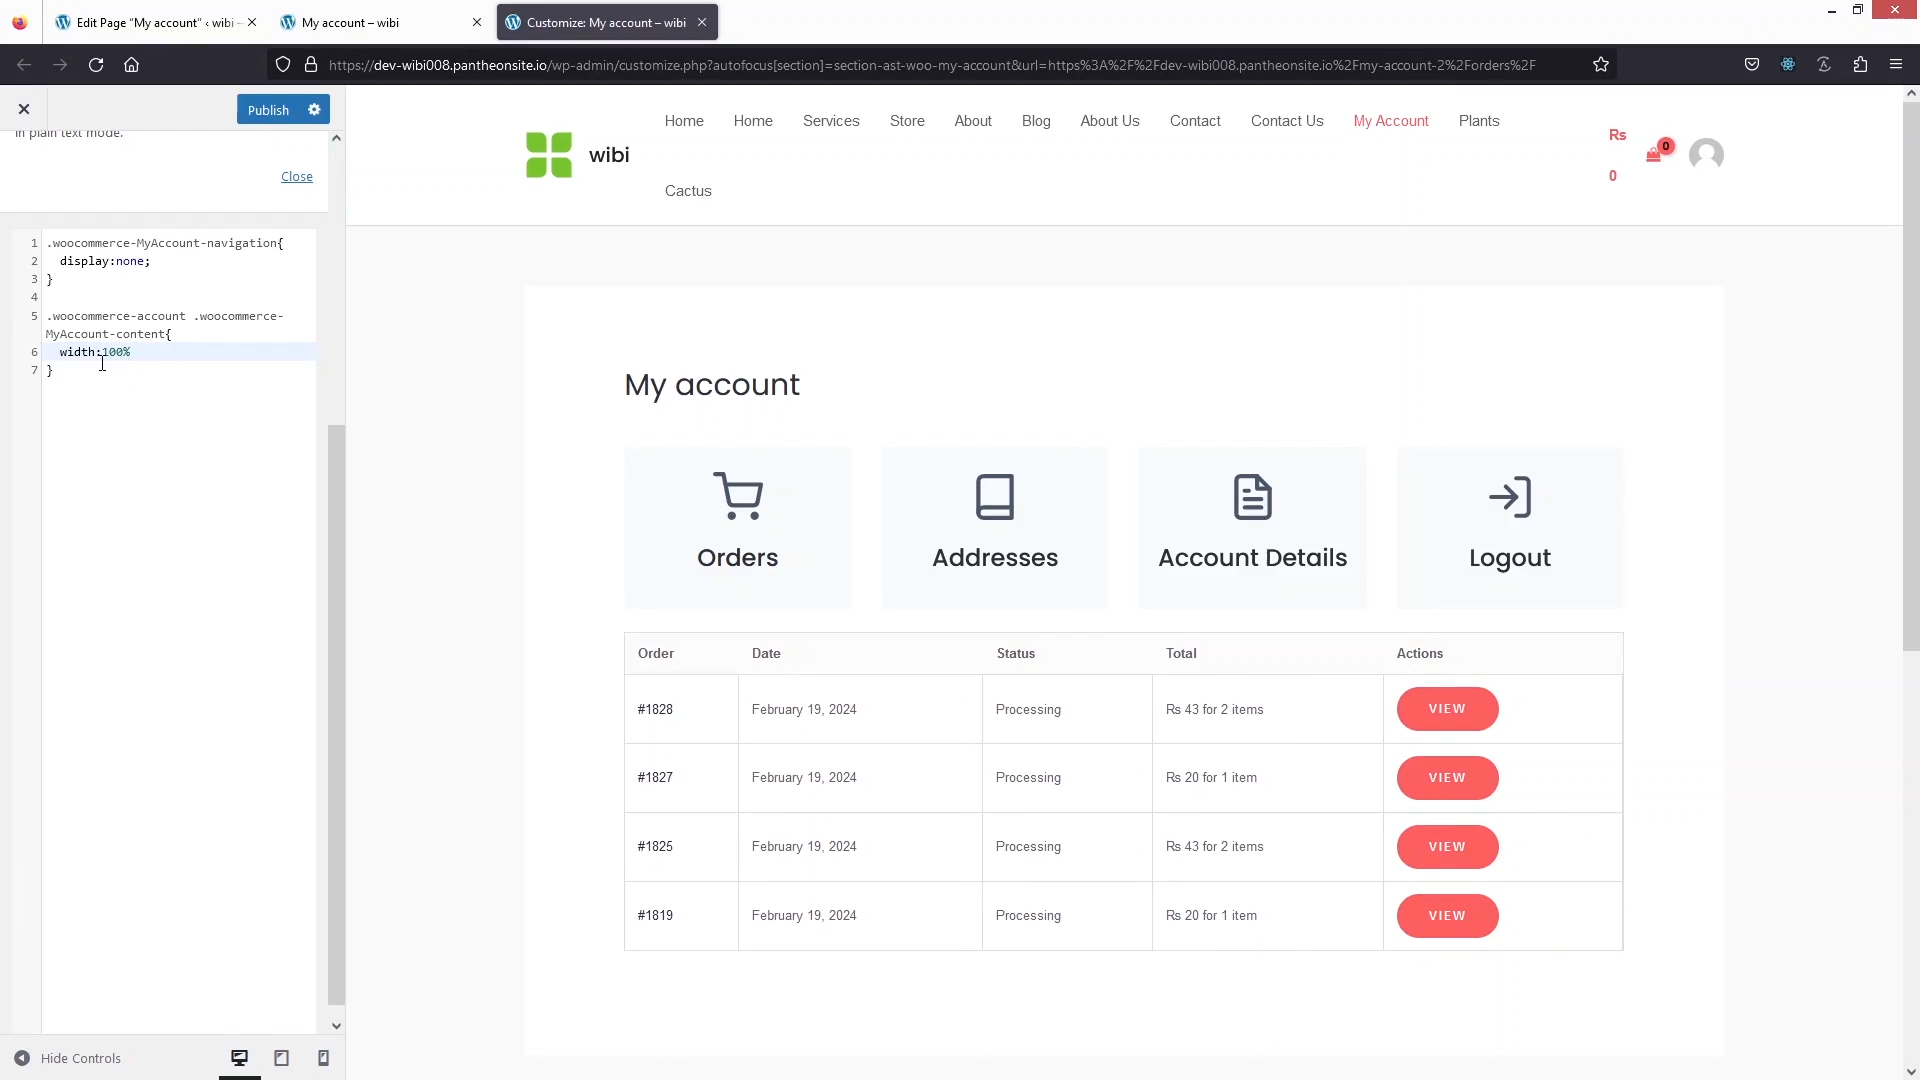 Edit Page “My account” ‹ wibi –
My account – wibi
Customize: My account – wibi
https://dev-wibi008.pantheonsite.io/wp-admin/customize.php?autofocus[section]=section-ast-woo-my-account&url=https%3A%2F%2Fdev-wibi008.pantheonsite.io%2Fmy-account-2%2Forders%2F
Publish
in plain text mode.
Close
1 .woocommerce-MyAccount-navigation{
2 display:none;
3 }
4
5 .woocommerce-account .woocommerce-
MyAccount-content{
6 width:100%
7 }
Hide Controls
wibi
Home Home Services Store About Blog About Us Contact Contact Us My Account Plants
Cactus
Rs
0
0
My account
Orders Addresses Account Details Logout
Order Date Status Total Actions
#1828 February 19, 2024 Processing Rs 43 for 2 items VIEW
#1827 February 19, 2024 Processing Rs 20 for 1 item VIEW
#1825 February 19, 2024 Processing Rs 43 for 2 items VIEW
#1819 February 19, 2024 Processing Rs 20 for 1 item VIEW